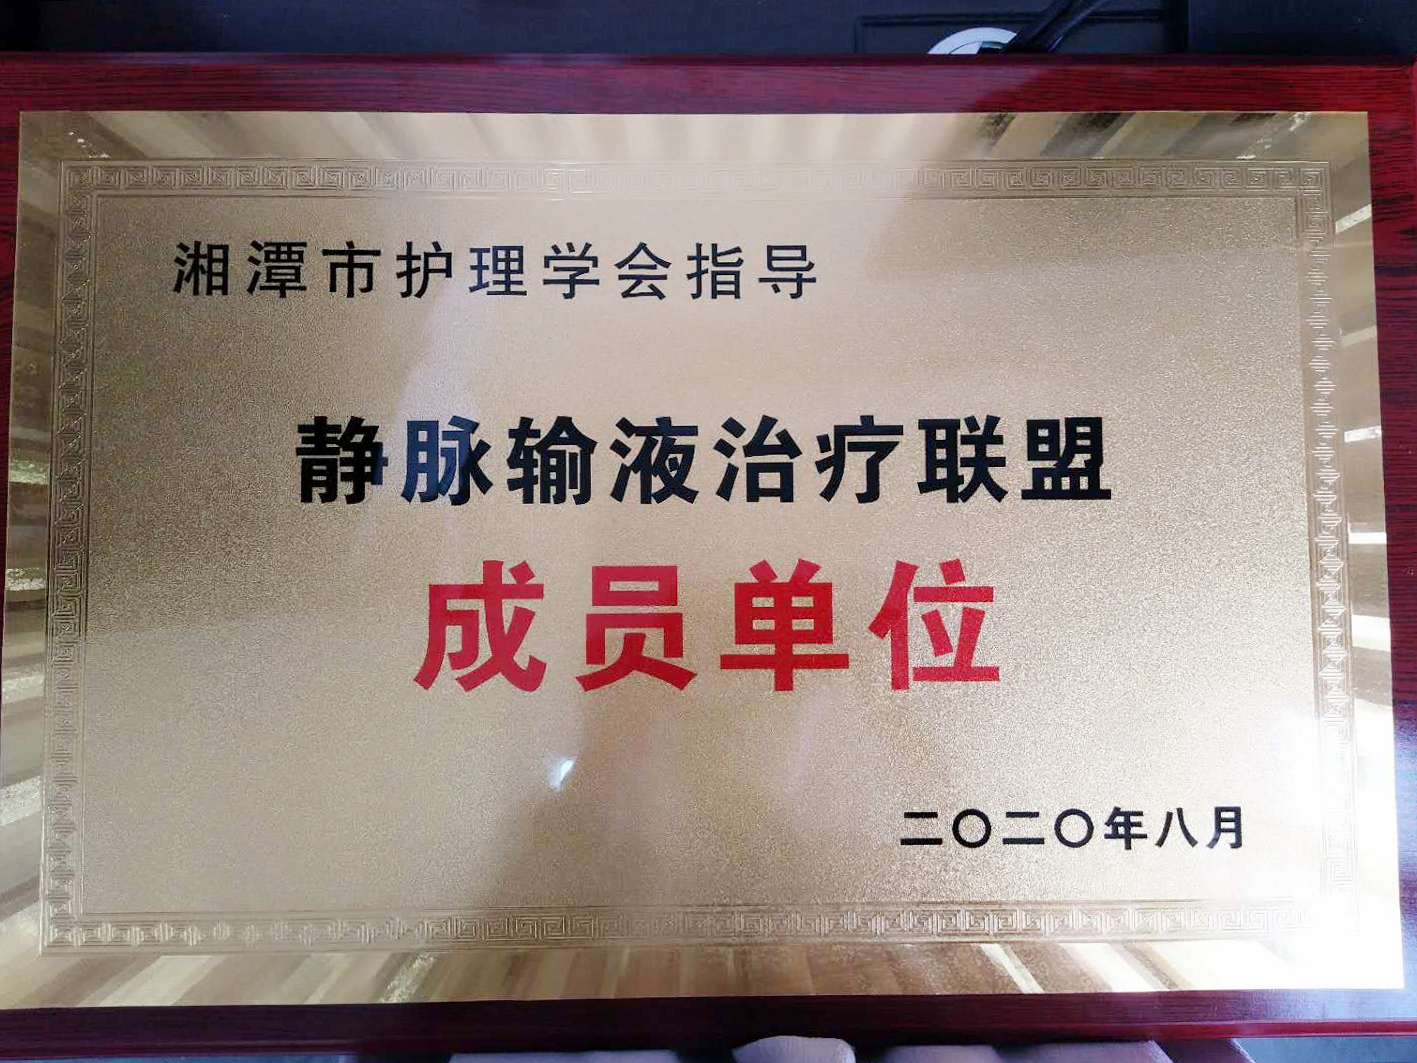 湘潭市护理学会指导
静脉输液治疗联盟
成员单位
二〇二〇年八月